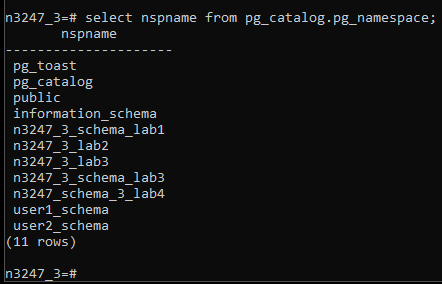 n3247_3=# select nspname from pg_catalog.pg_namespace;
nspname
---------------------
pg_toast
pg_catalog
public
information_schema
n3247_3_schema_lab1
n3247_3_lab2
n3247_3_lab3
n3247_3_schema_lab3
n3247_schema_3_lab4
user1_schema
user2_schema
(11 rows)
n3247_3=#